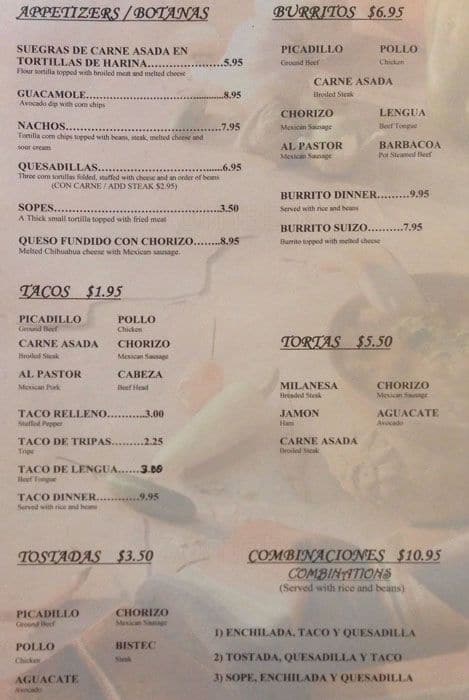 APPETIZERS / BOTANAS
SUEGRAS DE CARNE ASADA EN
TORTILLAS DE HARINA....................5.95
Flour tortilla topped with broiled meat and melted cheese
GUACAMOLE.................................8.95
Avocado dip with corn chips
NACHOS.....................................7.95
Tortilla corn chips topped with beans, steak, melted cheese and
sour cream
QUESADILLAS..............................6.95
Three corn tortillas folded, stuffed with cheese and an order of beans
(CON CARNE / ADD STEAK $2.95)
SOPES........................................3.50
A Thick small tortilla topped with fried meat
QUESO FUNDIDO CON CHORIZO.......8.95
Melted Chihuahua cheese with Mexican sausage.
TACOS $1.95
PICADILLO POLLO
Ground Beef Chicken
CARNE ASADA CHORIZO
Broiled Steak Mexican Sausage
AL PASTOR CABEZA
Mexican Pork Beef Head
TACO RELLENO...........3.00
Stuffed Pepper
TACO DE TRIPAS.........2.25
Tripe
TACO DE LENGUA......3.00
Beef Tongue
TACO DINNER............9.95
Served with rice and beans
TOSTADAS $3.50
PICADILLO CHORIZO
Ground Beef Mexican Sausage
POLLO BISTEC
Chicken Steak
AGUACATE
Avocado
BURRITOS $6.95
PICADILLO POLLO
Ground Beef Chicken
CARNE ASADA
Broiled Steak
CHORIZO LENGUA
Mexican Sausage Beef Tongue
AL PASTOR BARBACOA
Mexican Sausage Pot Steamed Beef
BURRITO DINNER.........9.95
Served with rice and beans
BURRITO SUIZO..........7.95
Burrito topped with melted cheese
TORTAS $5.50
MILANESA CHORIZO
Breaded Steak Mexican Sausage
JAMON AGUACATE
Ham Avocado
CARNE ASADA
Broiled Steak
COMBINACIONES $10.95
COMBINATIONS
(Served with rice and beans)
1) ENCHILADA, TACO Y QUESADILLA
2) TOSTADA, QUESADILLA Y TACO
3) SOPE, ENCHILADA Y QUESADILLA